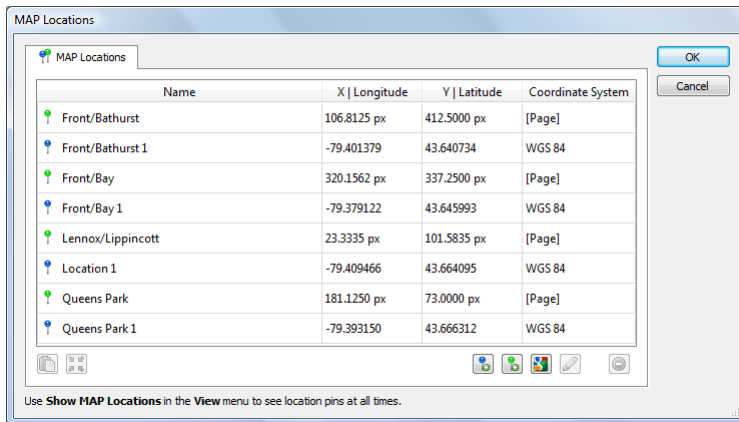 MAP Locations
MAP Locations
OK
Cancel
Name X | Longitude Y | Latitude Coordinate System
Front/Bathurst 106.8125 px 412.5000 px [Page]
Front/Bathurst 1 -79.401379 43.640734 WGS 84
Front/Bay 320.1562 px 337.2500 px [Page]
Front/Bay 1 -79.379122 43.645993 WGS 84
Lennox/Lippincott 23.3335 px 101.5835 px [Page]
Location 1 -79.409466 43.664095 WGS 84
Queens Park 181.1250 px 73.0000 px [Page]
Queens Park 1 -79.393150 43.666312 WGS 84
Use Show MAP Locations in the View menu to see location pins at all times.